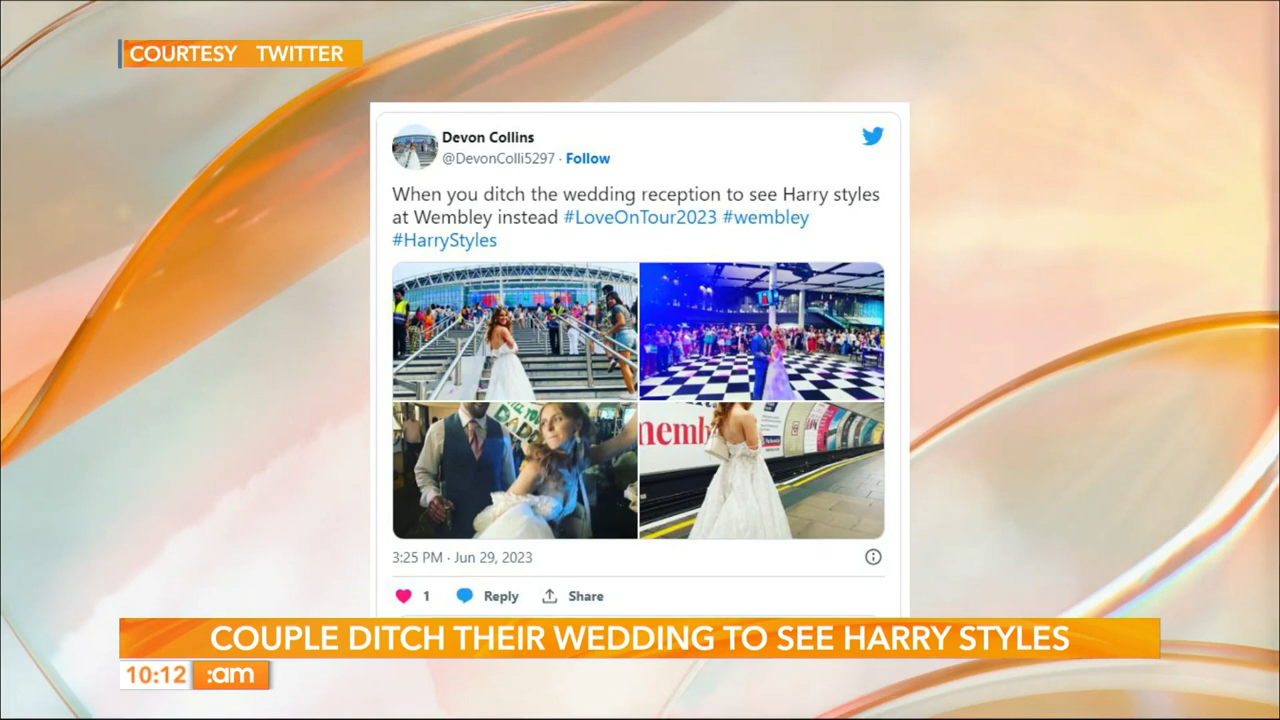 COURTESY TWITTER
Devon Collins
@DevonColli5297 · Follow
When you ditch the wedding reception to see Harry styles
at Wembley instead #LoveOnTour2023 #wembley
#HarryStyles
DAD
nemb
3:25 PM · Jun 29, 2023
1 Reply Share
COUPLE DITCH THEIR WEDDING TO SEE HARRY STYLES
10:12 :am